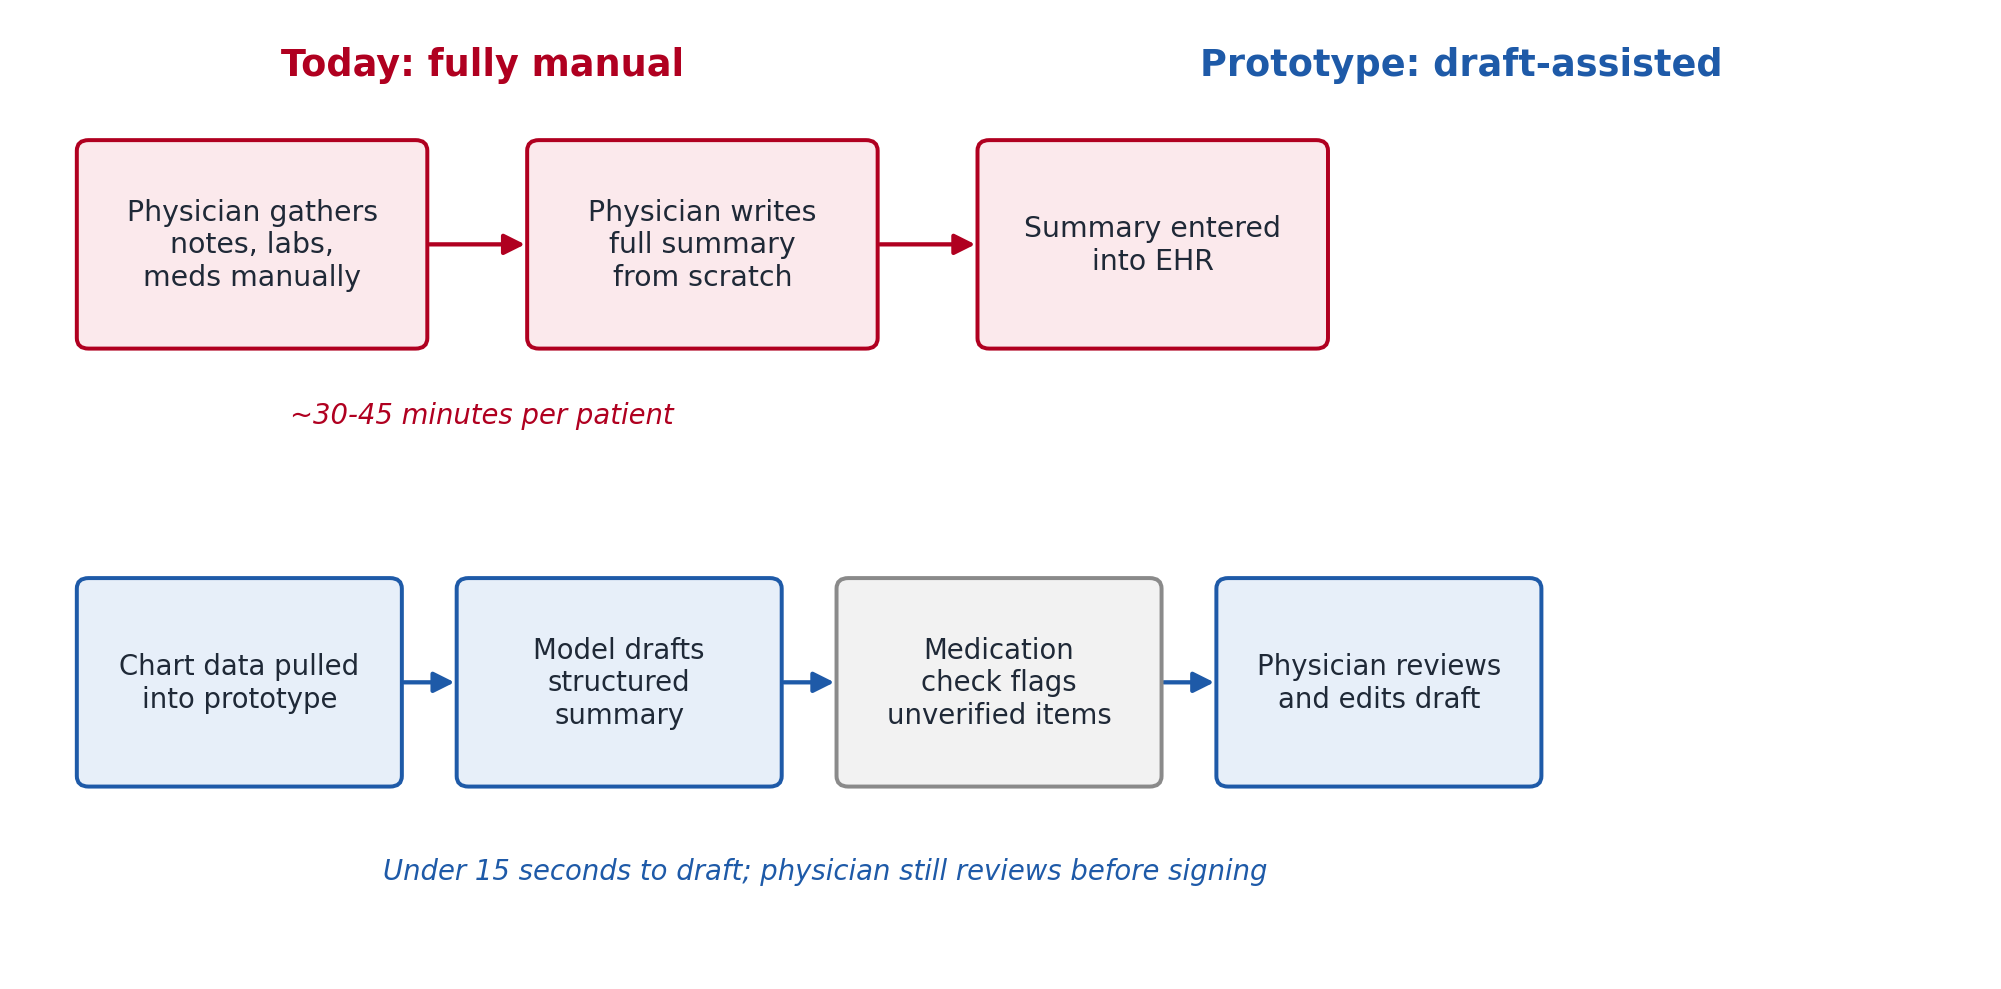 Today: fully manual
Prototype: draft-assisted
Physician gathers
notes, labs,
meds manually
Physician writes
full summary
from scratch
Summary entered
into EHR
~30-45 minutes per patient
Chart data pulled
into prototype
Model drafts
structured
summary
Medication
check flags
unverified items
Physician reviews
and edits draft
Under 15 seconds to draft; physician still reviews before signing